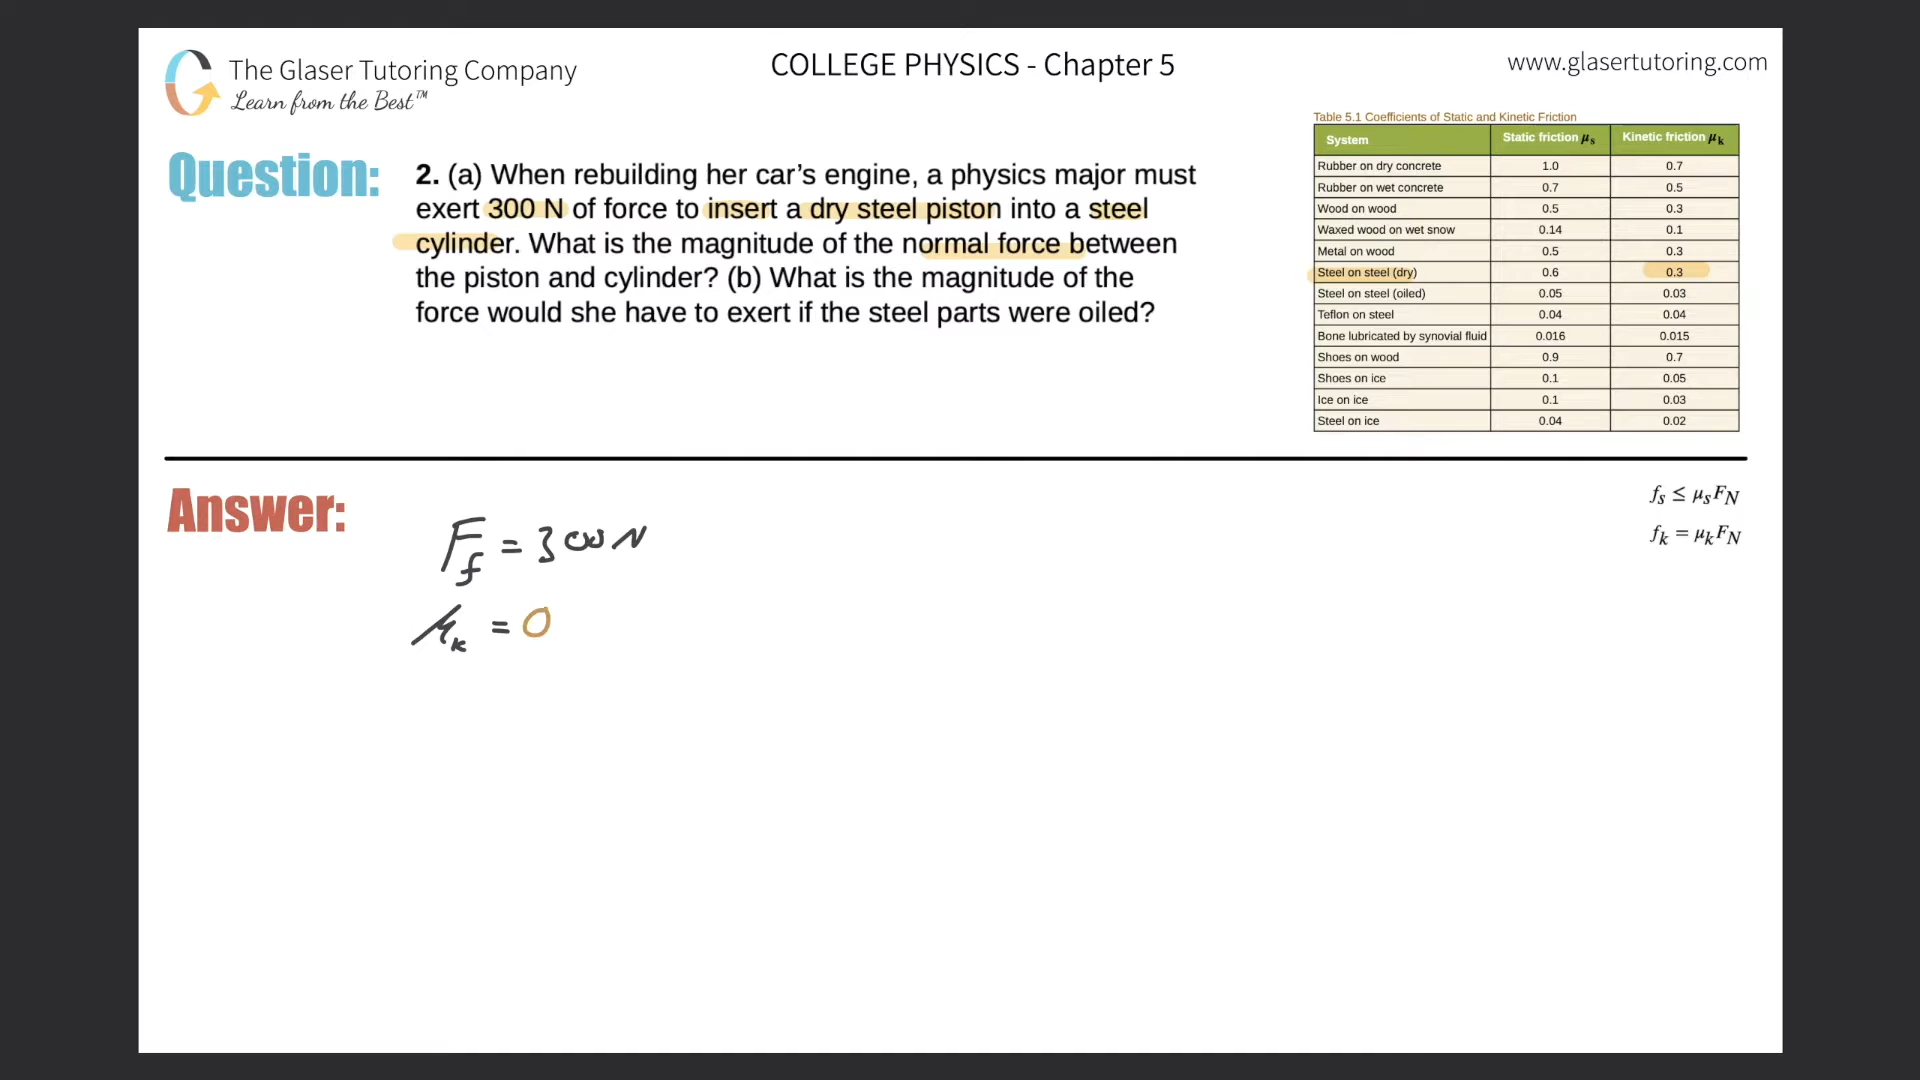 The Glaser Tutoring Company
Learn from the Best™
COLLEGE PHYSICS - Chapter 5
www.glasertutoring.com
Question:
2. (a) When rebuilding her car's engine, a physics major must
exert 300 N of force to insert a dry steel piston into a steel
cylinder. What is the magnitude of the normal force between
the piston and cylinder? (b) What is the magnitude of the
force would she have to exert if the steel parts were oiled?
Table 5.1 Coefficients of Static and Kinetic Friction
System Static friction μs Kinetic friction μk
Rubber on dry concrete 1.0 0.7
Rubber on wet concrete 0.7 0.5
Wood on wood 0.5 0.3
Waxed wood on wet snow 0.14 0.1
Metal on wood 0.5 0.3
Steel on steel (dry) 0.6 0.3
Steel on steel (oiled) 0.05 0.03
Teflon on steel 0.04 0.04
Bone lubricated by synovial fluid 0.016 0.015
Shoes on wood 0.9 0.7
Shoes on ice 0.1 0.05
Ice on ice 0.1 0.03
Steel on ice 0.04 0.02
Answer:
fs ≤ μsFN
fk = μkFN
Ff = 300 N
μk = 0